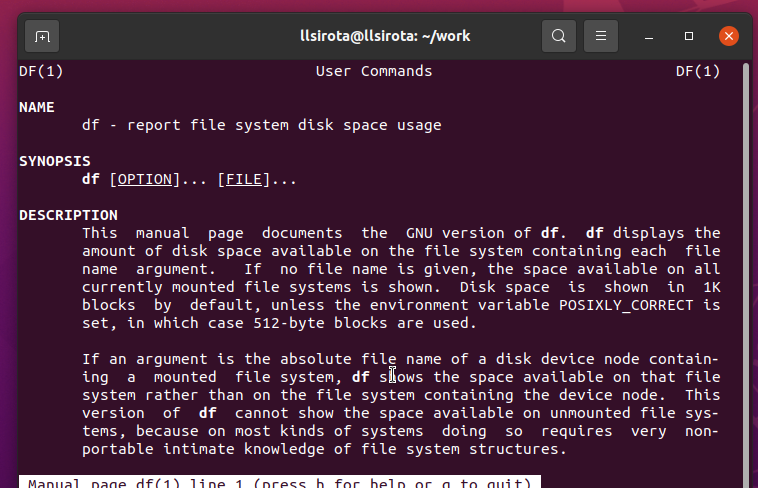 llsirota@llsirota: ~/work
DF(1) User Commands DF(1)
NAME
df - report file system disk space usage
SYNOPSIS
df [OPTION]... [FILE]...
DESCRIPTION
This manual page documents the GNU version of df. df displays the
amount of disk space available on the file system containing each file
name argument. If no file name is given, the space available on all
currently mounted file systems is shown. Disk space is shown in 1K
blocks by default, unless the environment variable POSIXLY_CORRECT is
set, in which case 512-byte blocks are used.
If an argument is the absolute file name of a disk device node contain-
ing a mounted file system, df shows the space available on that file
system rather than on the file system containing the device node. This
version of df cannot show the space available on unmounted file sys-
tems, because on most kinds of systems doing so requires very non-
portable intimate knowledge of file system structures.
Manual page df(1) line 1 (press h for help or q to quit)